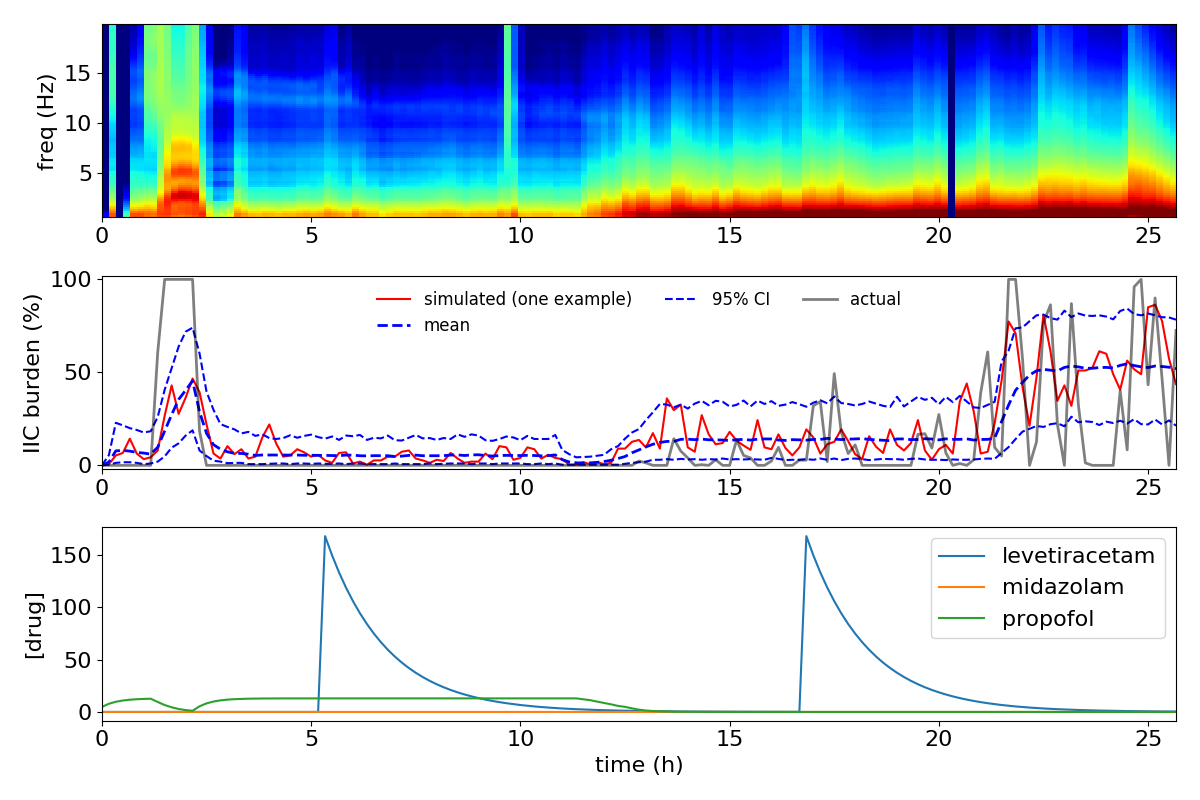 freq (Hz)
15
10
5
0 5 10 15 20 25
IIC burden (%)
100
50
0
simulated (one example)
mean
95% CI
actual
0 5 10 15 20 25
[drug]
150
100
50
0
levetiracetam
midazolam
propofol
0 5 10 15 20 25
time (h)